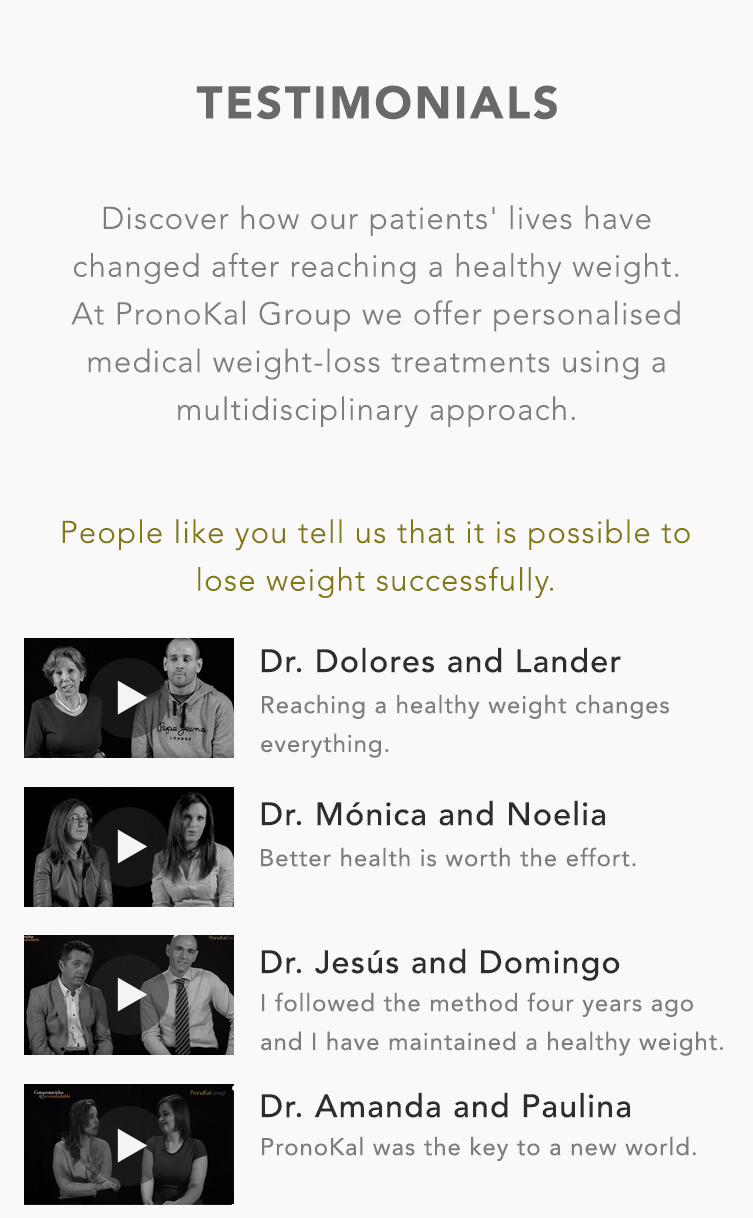 TESTIMONIALS
Discover how our patients' lives have
changed after reaching a healthy weight.
At PronoKal Group we offer personalised
medical weight-loss treatments using a
multidisciplinary approach.
People like you tell us that it is possible to
lose weight successfully.
Dr. Dolores and Lander
Reaching a healthy weight changes
everything.
Pepe Jeans
LONDON
Dr. Mónica and Noelia
Better health is worth the effort.
Dr. Jesús and Domingo
I followed the method four years ago
and I have maintained a healthy weight.
Dr. Amanda and Paulina
PronoKal was the key to a new world.
PronoKalGroup